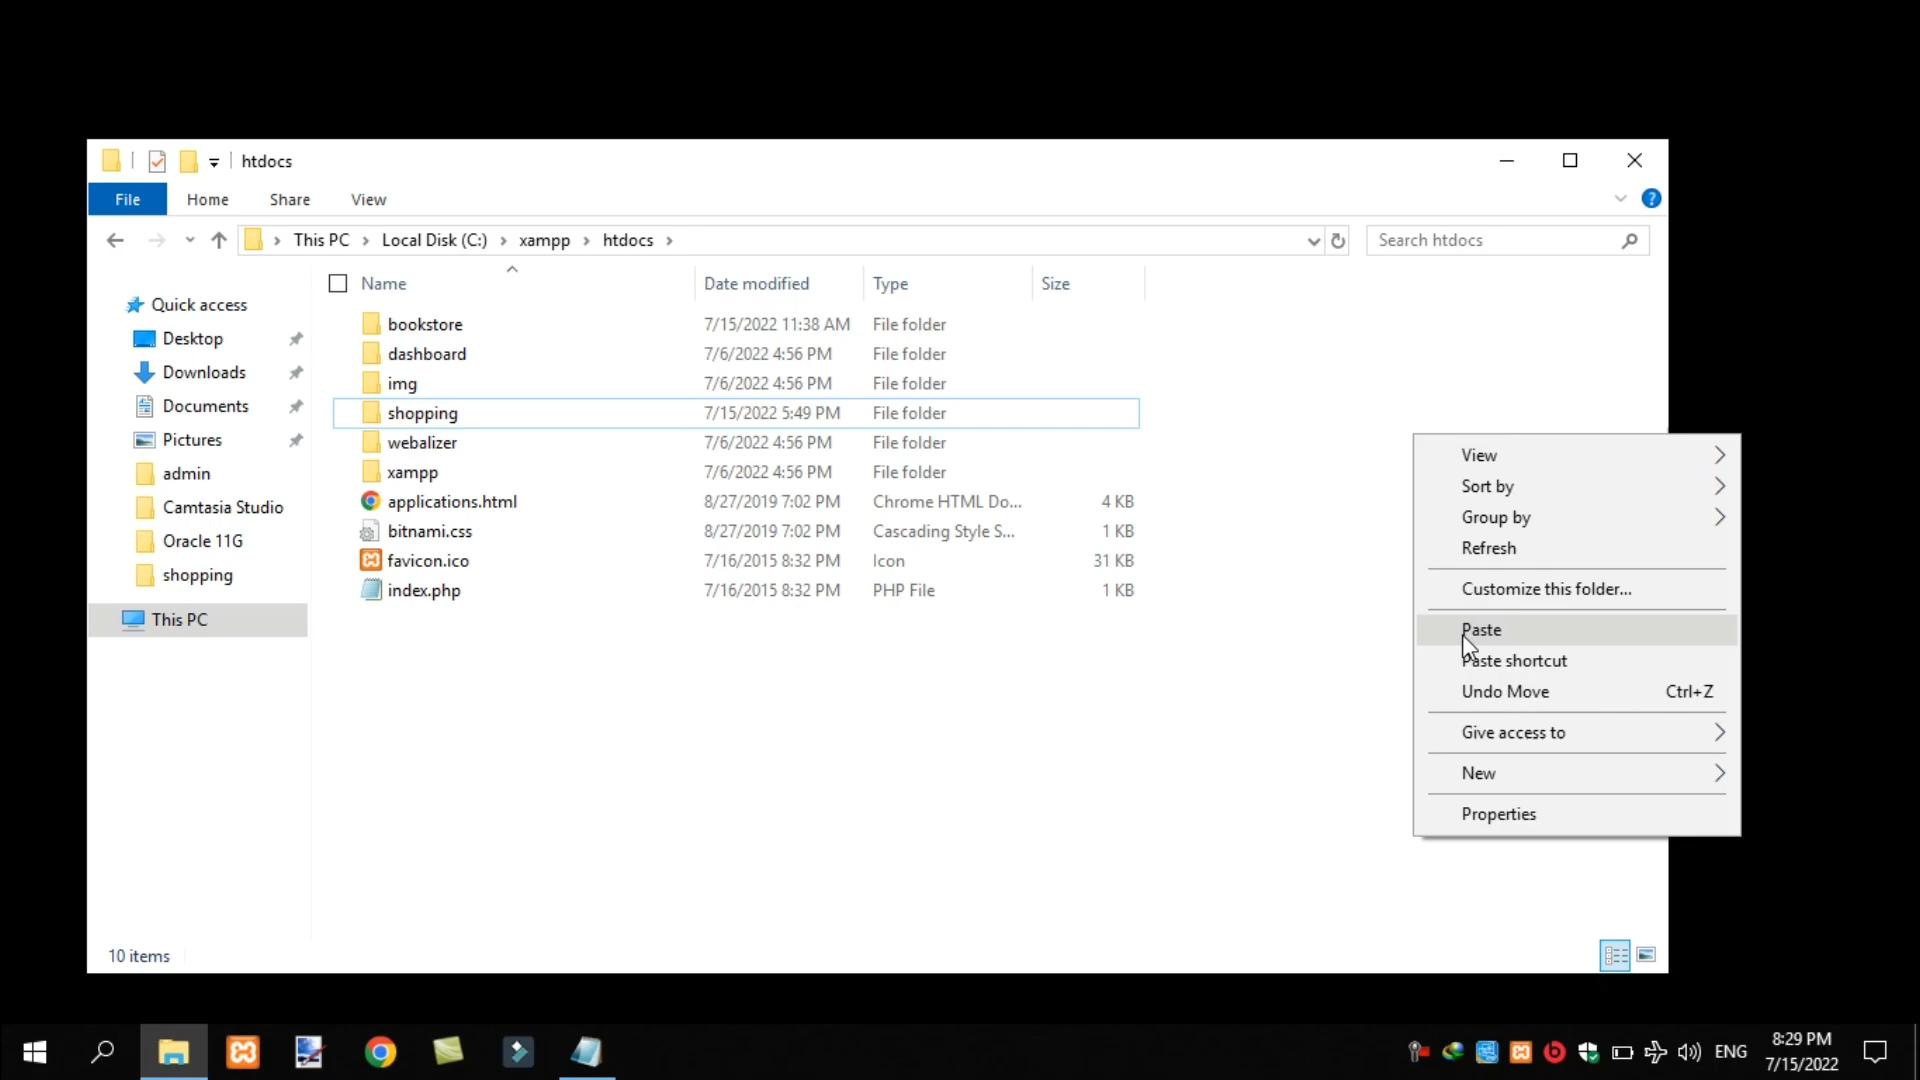 htdocs
File Home Share View
This PC Local Disk (C:) xampp htdocs Search htdocs
Name Date modified Type Size
Quick access
Desktop
Downloads
Documents
Pictures
admin
Camtasia Studio
Oracle 11G
shopping
This PC
bookstore 7/15/2022 11:38 AM File folder
dashboard 7/6/2022 4:56 PM File folder
img 7/6/2022 4:56 PM File folder
shopping 7/15/2022 5:49 PM File folder
webalizer 7/6/2022 4:56 PM File folder
xampp 7/6/2022 4:56 PM File folder
applications.html 8/27/2019 7:02 PM Chrome HTML Do... 4 KB
bitnami.css 8/27/2019 7:02 PM Cascading Style S... 1 KB
favicon.ico 7/16/2015 8:32 PM Icon 31 KB
index.php 7/16/2015 8:32 PM PHP File 1 KB
View
Sort by
Group by
Refresh
Customize this folder...
Paste
Paste shortcut
Undo Move Ctrl+Z
Give access to
New
Properties
10 items
ENG
8:29 PM
7/15/2022